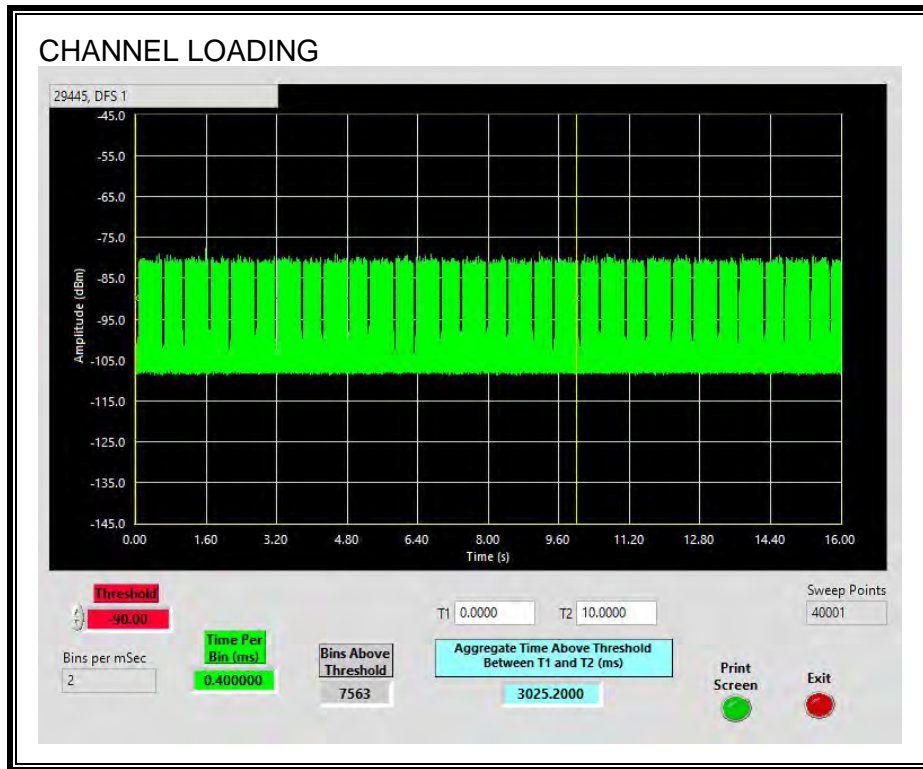 CHANNEL LOADING
29445, DFS 1
-45.0
-55.0
-65.0
-75.0
-85.0
-95.0
-105.0
-115.0
-125.0
-135.0
-145.0
Amplitude (dBm)
0.00 1.60 3.20 4.80 6.40 8.00 9.60 11.20 12.80 14.40 16.00
Time (s)
Threshold
-90.00
Bins per mSec
2
Time Per
Bin (ms)
0.400000
Bins Above
Threshold
7563
T1 0.0000 T2 10.0000
Aggregate Time Above Threshold
Between T1 and T2 (ms)
3025.2000
Sweep Points
40001
Print
Screen
Exit